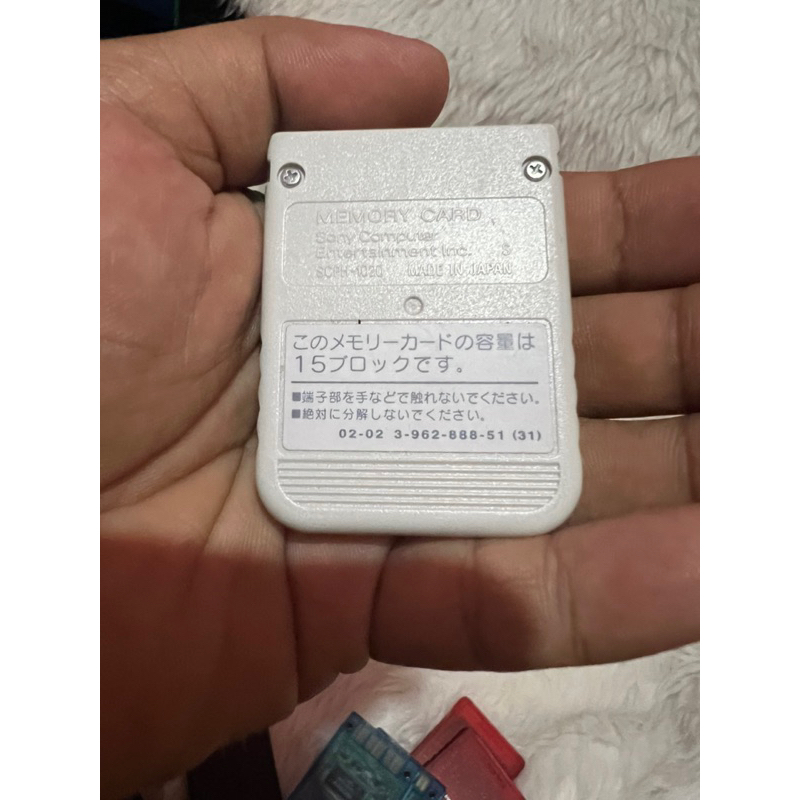 MEMORY CARD
Sony Computer
Entertainment Inc.
SCPH-1020 MADE IN JAPAN
このメモリーカードの容量は
15ブロックです。
■端子部を手などで触れないでください。
■絶対に分解しないでください。
02-02 3-962-888-51 (31)